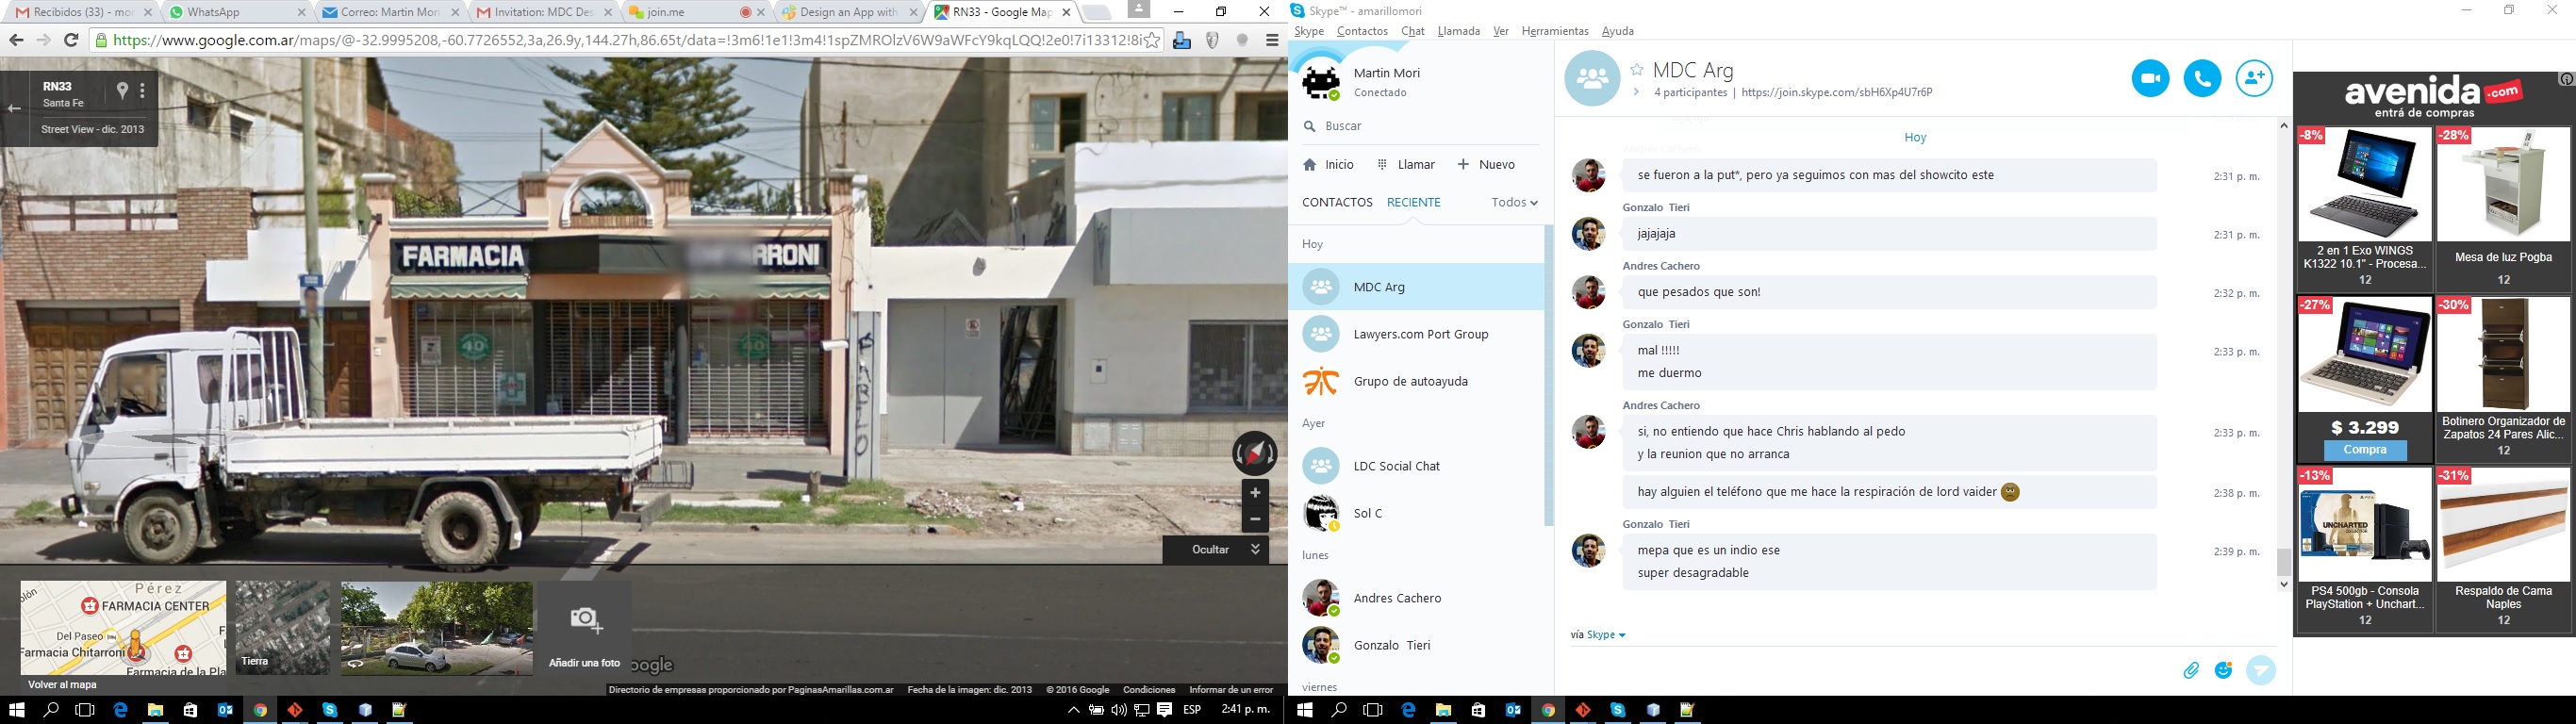 Recibidos (33) - mor
WhatsApp
Correo: Martin Mori
Invitation: MDC Des
join.me
Design an App with
RN33 - Google Map
https://www.google.com.ar/maps/@-32.9995208,-60.7726552,3a,26.9y,144.27h,86.65t/data=!3m6!1e1!3m4!1spZMROlzV6W9aWFcY9kqLQQ!2e0!7i13312!8i
RN33
Santa Fe
Street View - dic. 2013
FARMACIA
RRONI
40
40
Ocultar
Pérez
FARMACIA CENTER
Del Paseo
Farmacia Chitarroni
Farmacia de la Pla
Volver al mapa
Tierra
Añadir una foto
oogle
Directorio de empresas proporcionado por PaginasAmarillas.com.ar
Fecha de la imagen: dic. 2013
© 2016 Google
Condiciones
Informar de un error
ESP
2:41 p. m.
Skype™ - amarillomori
Skype Contactos Chat Llamada Ver Herramientas Ayuda
Martin Mori
Conectado
Buscar
Inicio
Llamar
Nuevo
CONTACTOS
RECIENTE
Todos
Hoy
MDC Arg
Lawyers.com Port Group
Grupo de autoayuda
Ayer
LDC Social Chat
Sol C
lunes
Andres Cachero
Gonzalo Tieri
viernes
MDC Arg
4 participantes | https://join.skype.com/sbH6Xp4U7r6P
Hoy
Andres Cachero
se fueron a la put*, pero ya seguimos con mas del showcito este
2:31 p. m.
Gonzalo Tieri
jajajaja
2:31 p. m.
Andres Cachero
que pesados que son!
2:32 p. m.
Gonzalo Tieri
mal !!!!!
2:33 p. m.
me duermo
Andres Cachero
si, no entiendo que hace Chris hablando al pedo
2:33 p. m.
y la reunion que no arranca
hay alguien el teléfono que me hace la respiración de lord vaider
2:38 p. m.
Gonzalo Tieri
mepa que es un indio ese
2:39 p. m.
super desagradable
vía Skype
avenida.com
entrá de compras
-8%
2 en 1 Exo WINGS
K1322 10.1" - Procesa...
12
-28%
Mesa de luz Pogba
12
-27%
$ 3.299
Compra
-30%
Botinero Organizador de
Zapatos 24 Pares Alic...
12
-13%
UNCHARTED
PS4 500gb - Consola
PlayStation + Unchart...
12
-31%
Respaldo de Cama
Naples
12